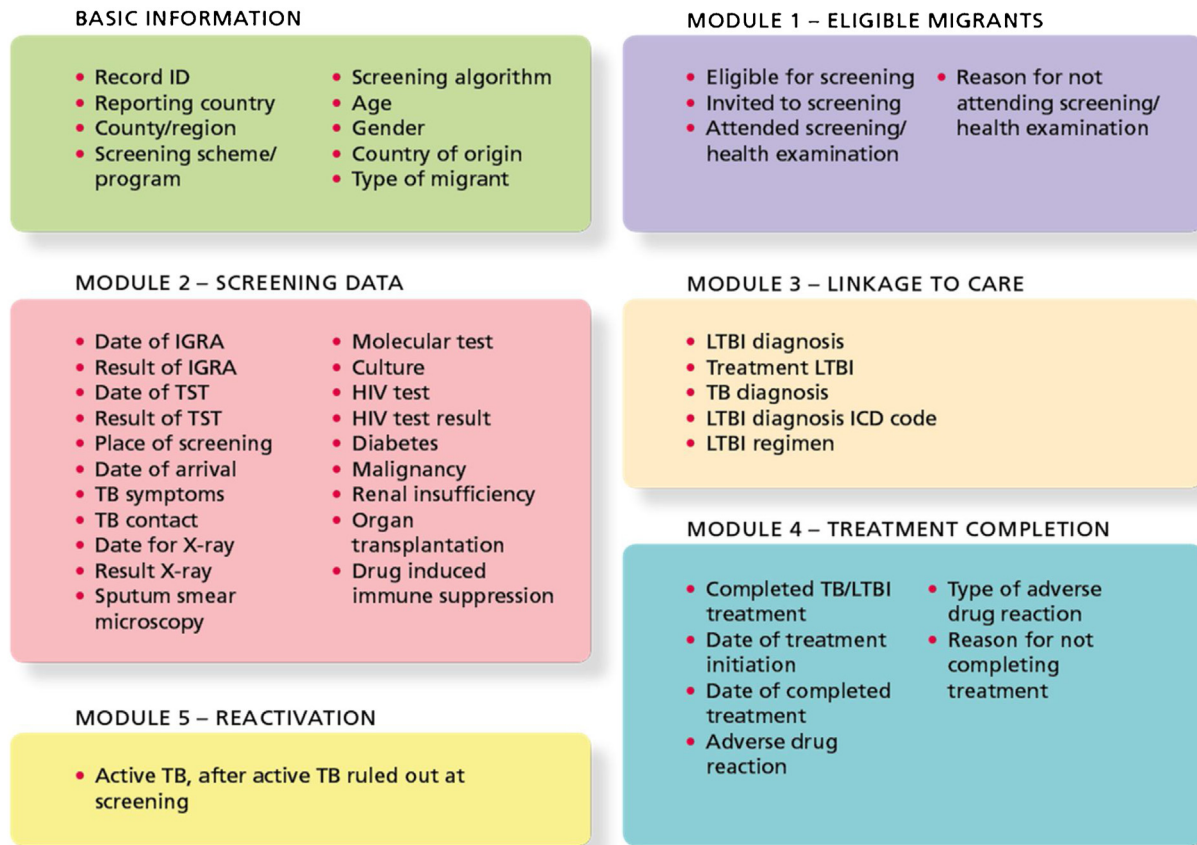 BASIC INFORMATION
• Record ID
• Reporting country
• County/region
• Screening scheme/
program
• Screening algorithm
• Age
• Gender
• Country of origin
• Type of migrant
MODULE 1 – ELIGIBLE MIGRANTS
• Eligible for screening
• Invited to screening
• Attended screening/
health examination
• Reason for not
attending screening/
health examination
MODULE 2 – SCREENING DATA
• Date of IGRA
• Result of IGRA
• Date of TST
• Result of TST
• Place of screening
• Date of arrival
• TB symptoms
• TB contact
• Date for X-ray
• Result X-ray
• Sputum smear
microscopy
• Molecular test
• Culture
• HIV test
• HIV test result
• Diabetes
• Malignancy
• Renal insufficiency
• Organ
transplantation
• Drug induced
immune suppression
MODULE 3 – LINKAGE TO CARE
• LTBI diagnosis
• Treatment LTBI
• TB diagnosis
• LTBI diagnosis ICD code
• LTBI regimen
MODULE 4 – TREATMENT COMPLETION
• Completed TB/LTBI
treatment
• Date of treatment
initiation
• Date of completed
treatment
• Adverse drug
reaction
• Type of adverse
drug reaction
• Reason for not
completing
treatment
MODULE 5 – REACTIVATION
• Active TB, after active TB ruled out at
screening